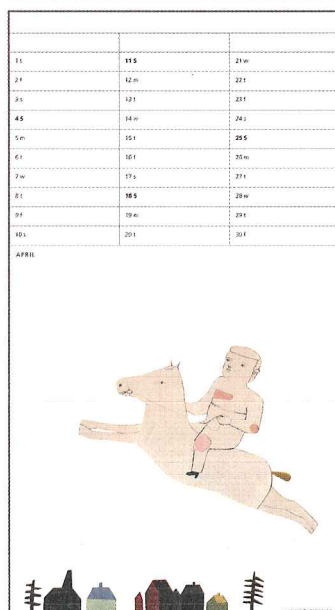 1 t
2 f
3 s
4 S
5 m
6 t
7 w
8 t
9 f
10 s
11 S
12 m
13 t
14 w
15 t
16 f
17 s
18 S
19 m
20 t
21 w
22 t
23 f
24 s
25 S
26 m
27 t
28 w
29 t
30 f
APRIL